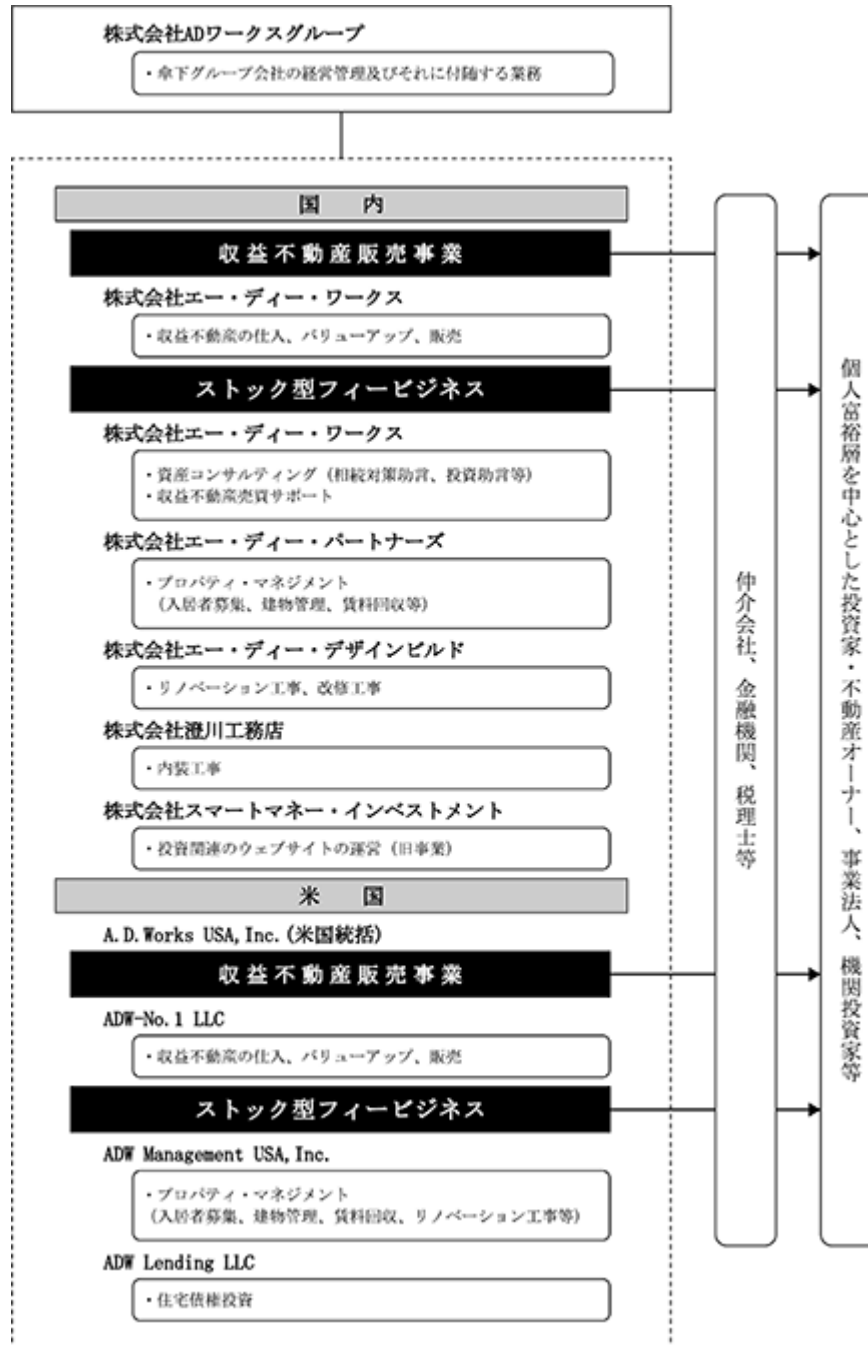 株式会社ADワークスグループ
・傘下グループ会社の経営管理及びそれに付随する業務
国　内
収益不動産販売事業
株式会社エー・ディー・ワークス
・収益不動産の仕入、バリューアップ、販売
ストック型フィービジネス
株式会社エー・ディー・ワークス
・資産コンサルティング（相続対策助言、投資助言等）
・収益不動産売買サポート
株式会社エー・ディー・パートナーズ
・プロパティ・マネジメント
（入居者募集、建物管理、賃料回収等）
株式会社エー・ディー・デザインビルド
・リノベーション工事、改修工事
株式会社澄川工務店
・内装工事
株式会社スマートマネー・インベストメント
・投資関連のウェブサイトの運営（旧事業）
米　国
A.D.Works USA,Inc.(米国統括)
収益不動産販売事業
ADW-No.1 LLC
・収益不動産の仕入、バリューアップ、販売
ストック型フィービジネス
ADW Management USA,Inc.
・プロパティ・マネジメント
（入居者募集、建物管理、賃料回収、リノベーション工事等）
ADW Lending LLC
・住宅債権投資
仲介会社、金融機関、税理士等
個人富裕層を中心とした投資家・不動産オーナー、事業法人、機関投資家等